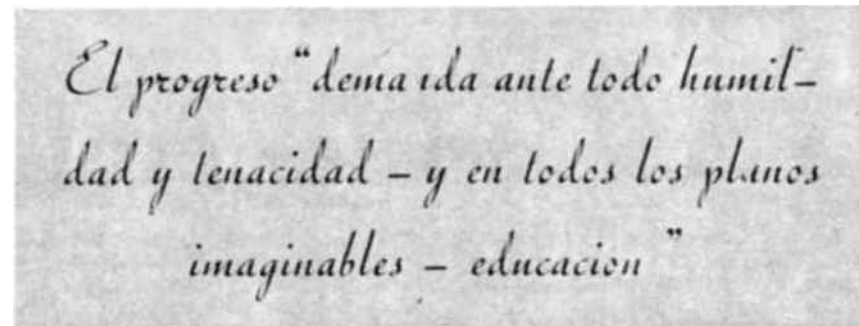 El progreso “demanda ante todo humil-
dad y tenacidad – y en todos los planos
imaginables – educacion”